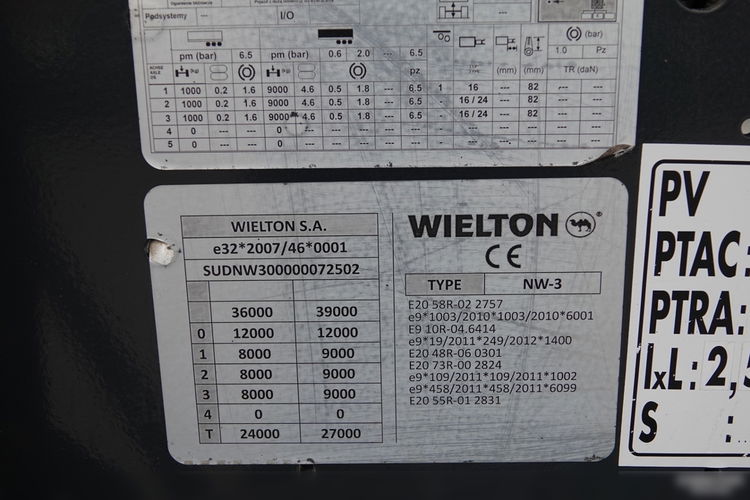 Podsystemy --- I/O
pm (bar) 6.5 pm (bar) 0.6 2.0 --- 6.5 1.0 Pz
pz (mm) (mm) TR (daN)
1 1000 0.2 1.6 9000 4.6 0.5 1.8 --- 6.5 1 16 --- 82 --- ---
2 1000 0.2 1.6 9000 4.6 0.5 1.8 --- 6.5 - 16 / 24 --- 82 --- ---
3 1000 0.2 1.6 9000 4.6 0.5 1.8 --- 6.5 - 16 / 24 --- 82 --- ---
4 0 --- --- 0 --- --- --- --- --- - --- --- --- --- ---
5 0 --- --- 0 --- --- --- --- --- - --- --- --- --- ---
WIELTON S.A.
e32*2007/46*0001
SUDNW300000072502
36000 39000
0 12000 12000
1 8000 9000
2 8000 9000
3 8000 9000
4 0 0
T 24000 27000
WIELTON ®
CE
TYPE NW-3
E20 58R-02 2757
e9*1003/2010*1003/2010*6001
E9 10R-04.6414
e9*19/2011*249/2012*1400
E20 48R-06 0301
E20 73R-00 2824
e9*109/2011*109/2011*1002
e9*458/2011*458/2011*6099
E20 55R-01 2831
PV
PTAC:
PTRA:
lxL: 2,5
S :